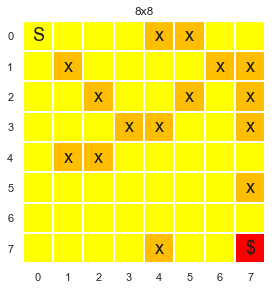 8x8
0 S x x
1 x x x
2 x x x
3 x x x
4 x x
5 x
6
7 x $
0 1 2 3 4 5 6 7